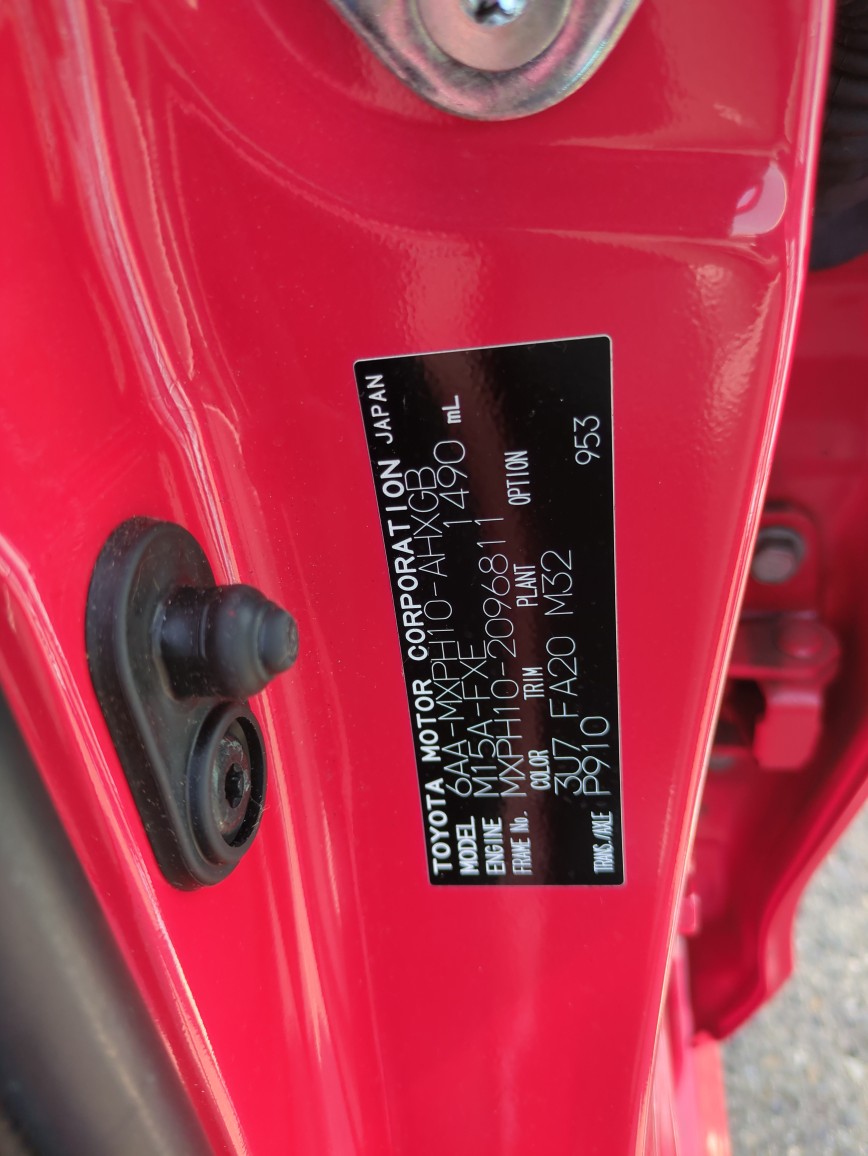 TOYOTA MOTOR CORPORATION JAPAN
MODEL 6AA-MXPH10-AHXGB
ENGINE M15A-FXE 1490 mL
FRAME No. MXPH10-2096811
COLOR TRIM PLANT OPTION
3U7 FA20 M32
TRANS./AXLE P910 953